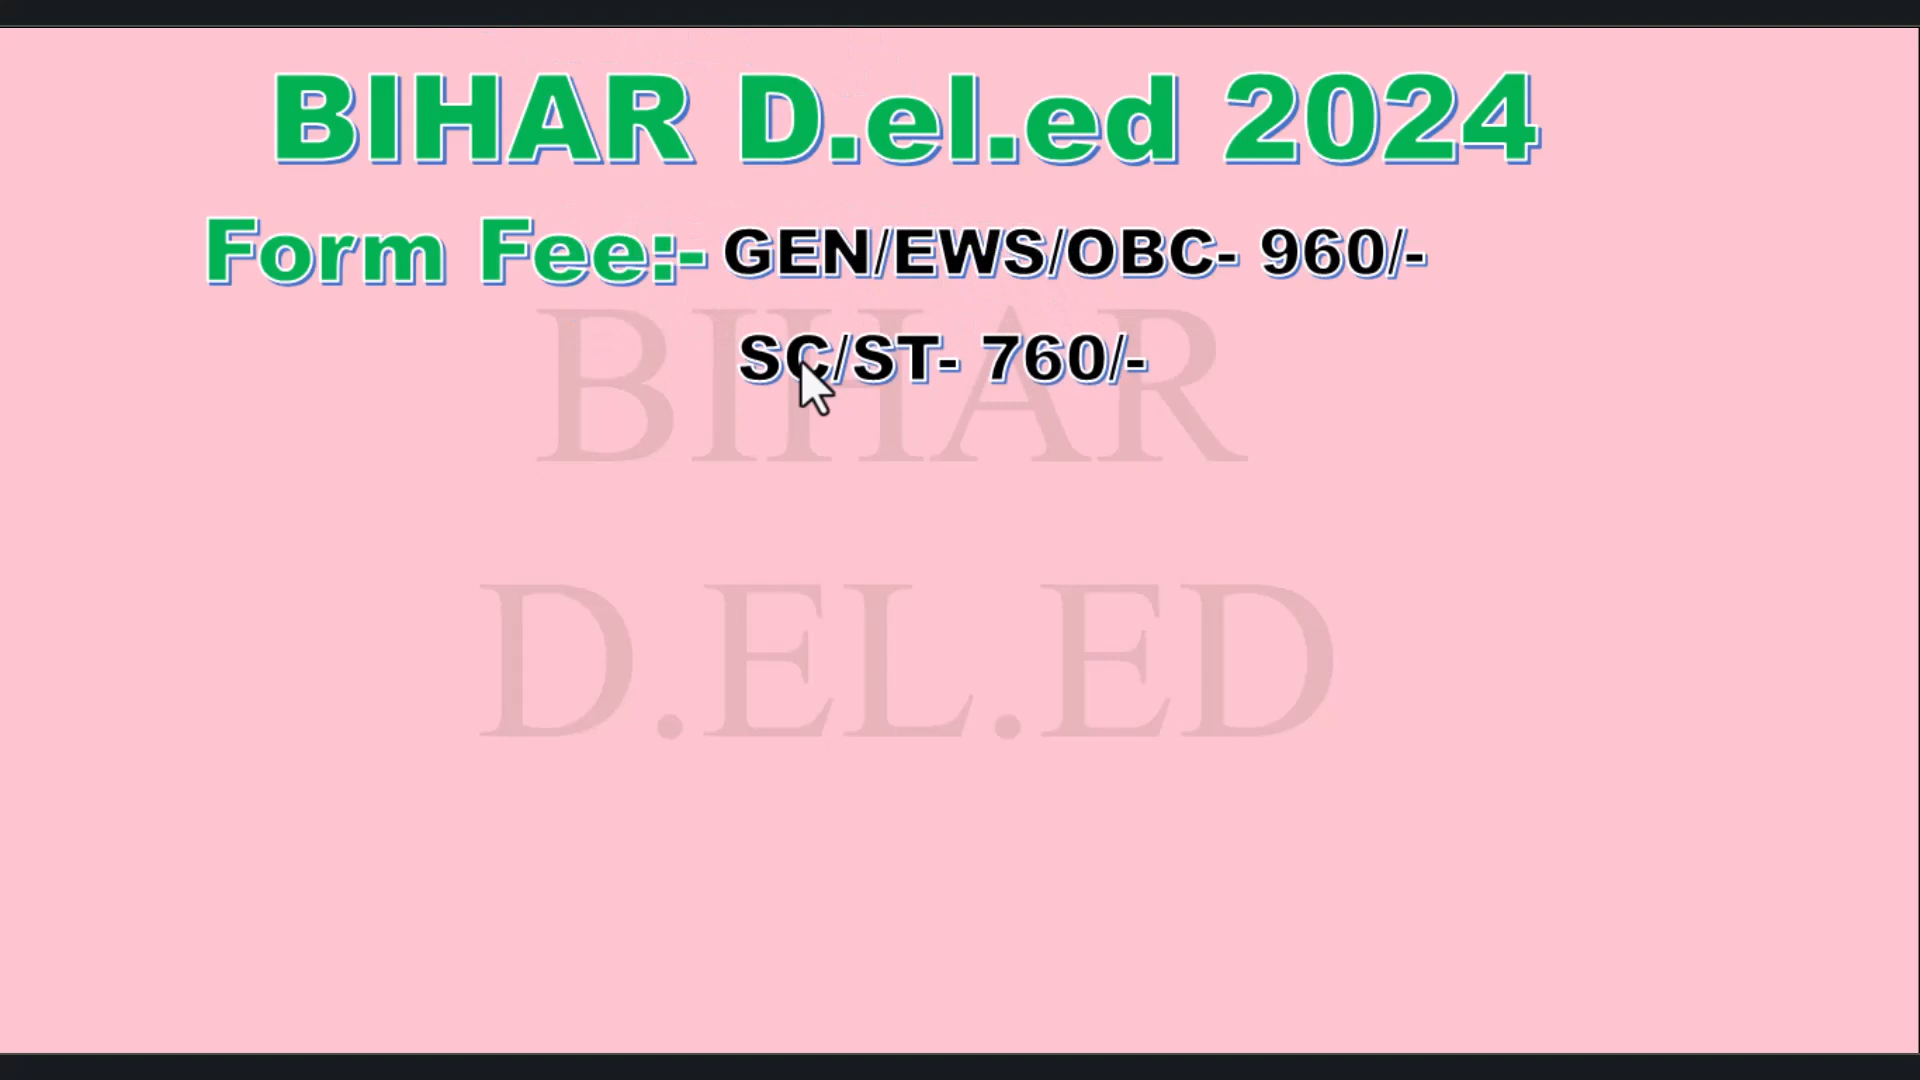 BIHAR D.el.ed 2024
Form Fee:- GEN/EWS/OBC- 960/-
SC/ST- 760/-
BIHAR
D.EL.ED